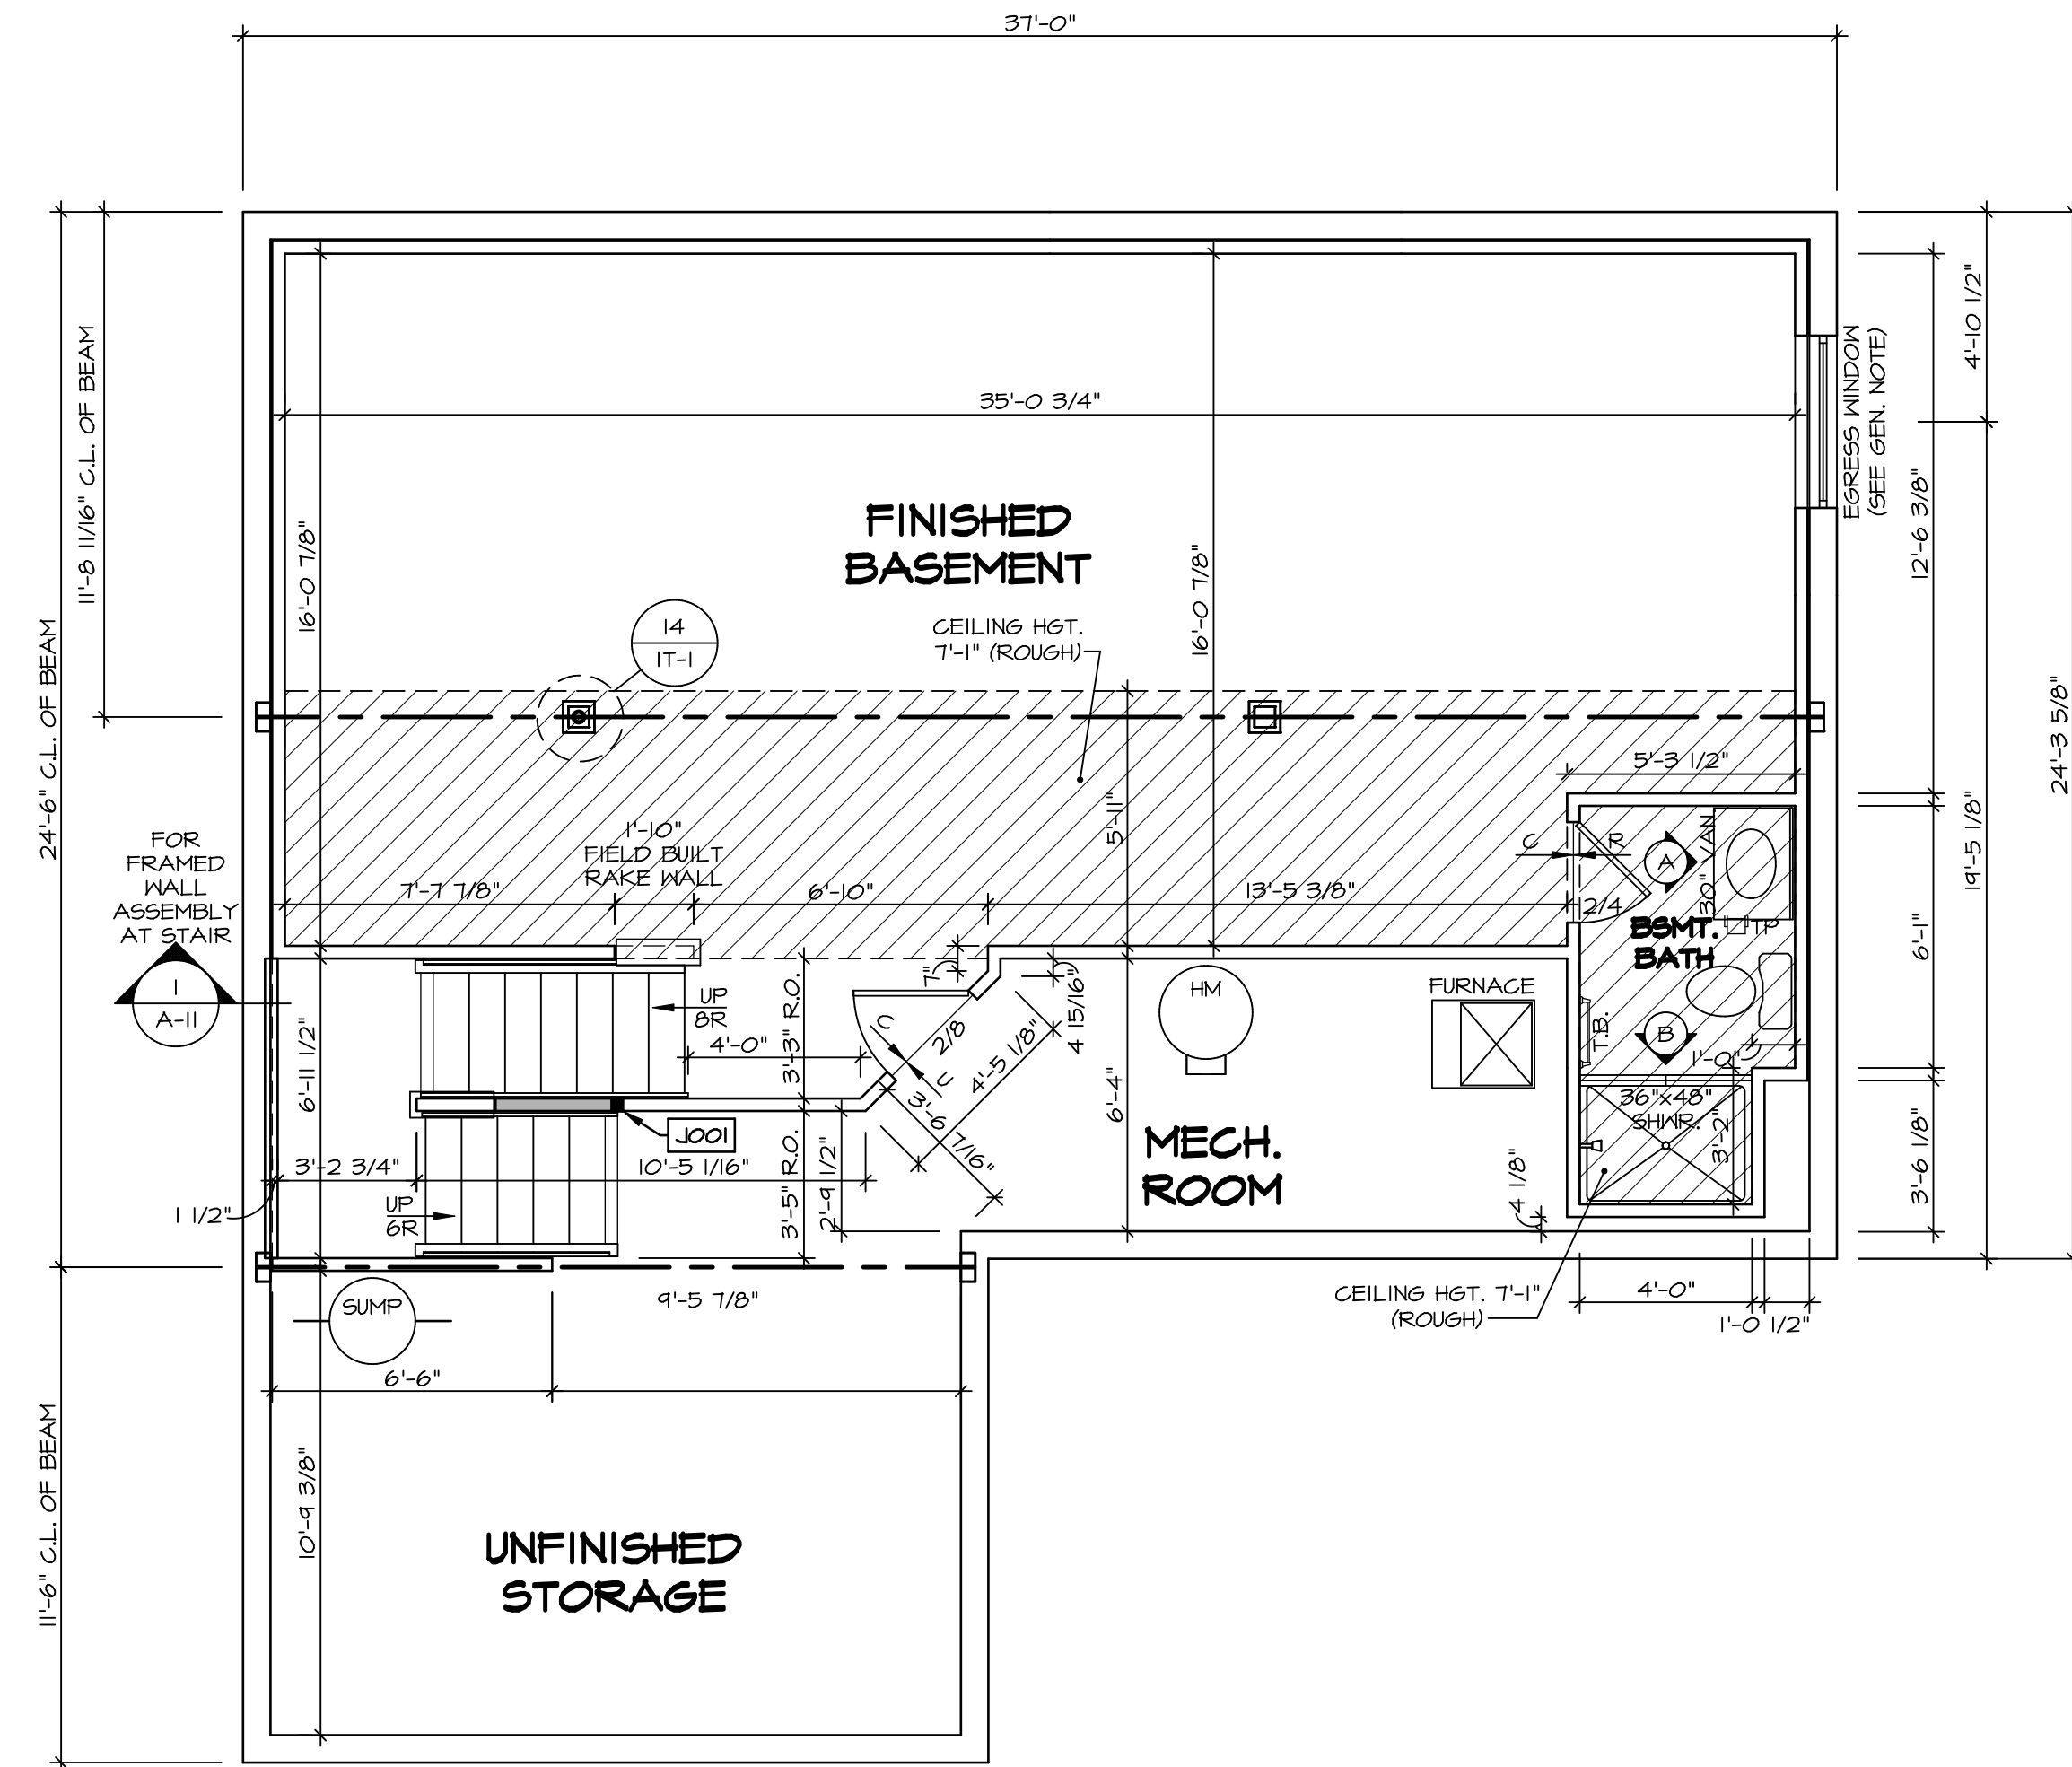 37'-0"
11'-8 11/16" C.L. OF BEAM
24'-6" C.L. OF BEAM
4'-10 1/2"
EGRESS WINDOW
(SEE GEN. NOTE)
35'-0 3/4"
12'-6 3/8"
FINISHED
BASEMENT
16'-0 7/8"
16'-0 7/8"
14
1T-1
CEILING HGT.
7'-1" (ROUGH)
24'-3 5/8"
5'-3 1/2"
19'-5 1/8"
5'-11"
FOR
FRAMED
WALL
ASSEMBLY
AT STAIR
1
A-11
1'-10"
FIELD BUILT
RAKE WALL
7'-7 7/8"
6'-10"
13'-5 3/8"
C
R
A
30" VAN
2/4
BSMT.
BATH
TP
6'-1"
7"
4 15/16"
HW
FURNACE
UP
8R
3'-3" R.O.
4'-0"
C
C
2/8
4'-5 1/8"
3'-6 7/16"
6'-11 1/2"
T.B.
B
1'-0"
36"x48"
SHWR.
3'-2"
6'-4"
J001
MECH.
ROOM
3'-2 3/4"
10'-5 1/16"
3'-5" R.O.
2'-9 1/2"
4 1/8"
3'-6 1/8"
1 1/2"
UP
6R
SUMP
9'-5 7/8"
CEILING HGT. 7'-1"
(ROUGH)
4'-0"
1'-0 1/2"
6'-6"
11'-6" C.L. OF BEAM
10'-9 3/8"
UNFINISHED
STORAGE